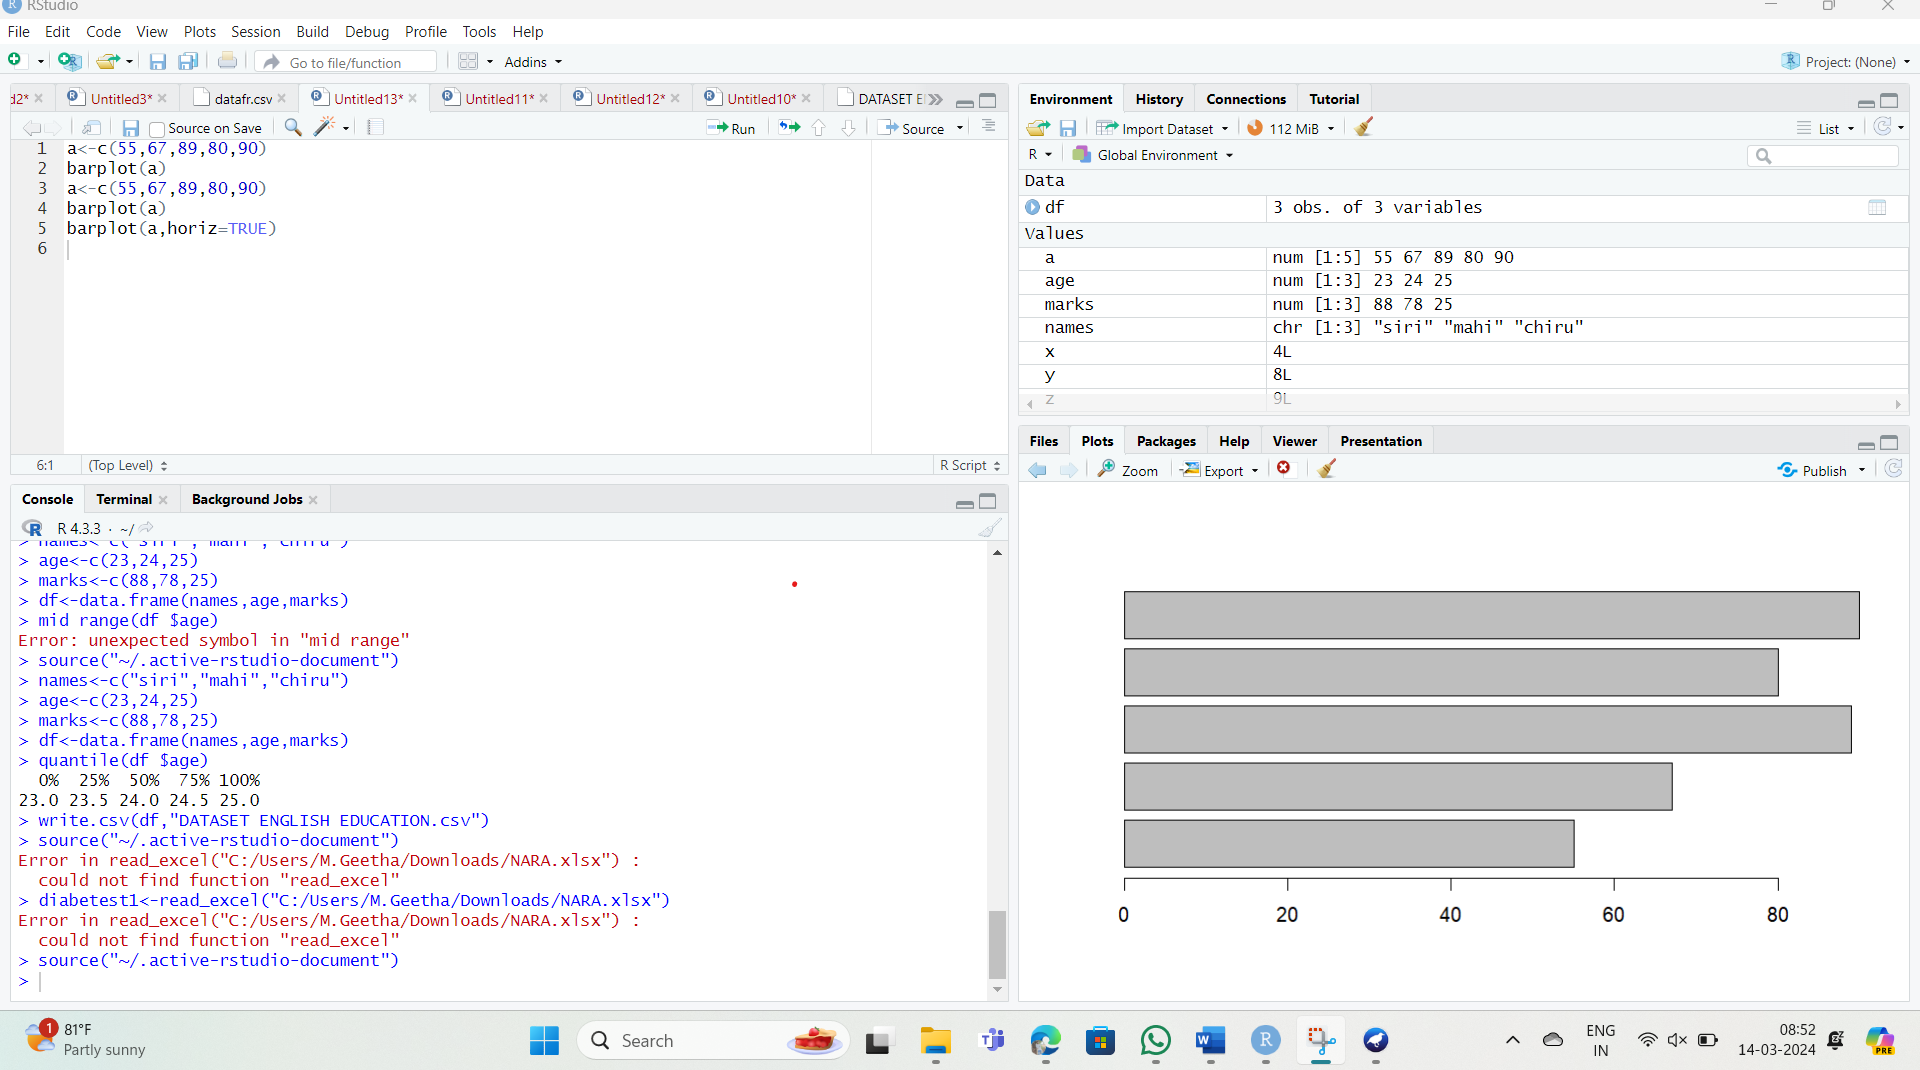 RStudio
File Edit Code View Plots Session Build Debug Profile Tools Help
Go to file/function Addins Project: (None)
d2* Untitled3* datafr.csv Untitled13* Untitled11* Untitled12* Untitled10* DATASET E
Source on Save Run Source
1 a<-c(55,67,89,80,90)
2 barplot(a)
3 a<-c(55,67,89,80,90)
4 barplot(a)
5 barplot(a,horiz=TRUE)
6
6:1 (Top Level) R Script
Console Terminal Background Jobs
R 4.3.3 · ~/
> names<-c("siri","mahi","chiru")
> age<-c(23,24,25)
> marks<-c(88,78,25)
> df<-data.frame(names,age,marks)
> mid range(df $age)
Error: unexpected symbol in "mid range"
> source("~/.active-rstudio-document")
> names<-c("siri","mahi","chiru")
> age<-c(23,24,25)
> marks<-c(88,78,25)
> df<-data.frame(names,age,marks)
> quantile(df $age)
0% 25% 50% 75% 100%
23.0 23.5 24.0 24.5 25.0
> write.csv(df,"DATASET ENGLISH EDUCATION.csv")
> source("~/.active-rstudio-document")
Error in read_excel("C:/Users/M.Geetha/Downloads/NARA.xlsx") :
could not find function "read_excel"
> diabetest1<-read_excel("C:/Users/M.Geetha/Downloads/NARA.xlsx")
Error in read_excel("C:/Users/M.Geetha/Downloads/NARA.xlsx") :
could not find function "read_excel"
> source("~/.active-rstudio-document")
>
Environment History Connections Tutorial
Import Dataset 112 MiB List
R Global Environment
Data
df 3 obs. of 3 variables
Values
a num [1:5] 55 67 89 80 90
age num [1:3] 23 24 25
marks num [1:3] 88 78 25
names chr [1:3] "siri" "mahi" "chiru"
x 4L
y 8L
z 9L
Files Plots Packages Help Viewer Presentation
Zoom Export Publish
0 20 40 60 80
1 81°F
Partly sunny
Search
ENG
IN
08:52
14-03-2024
PRE